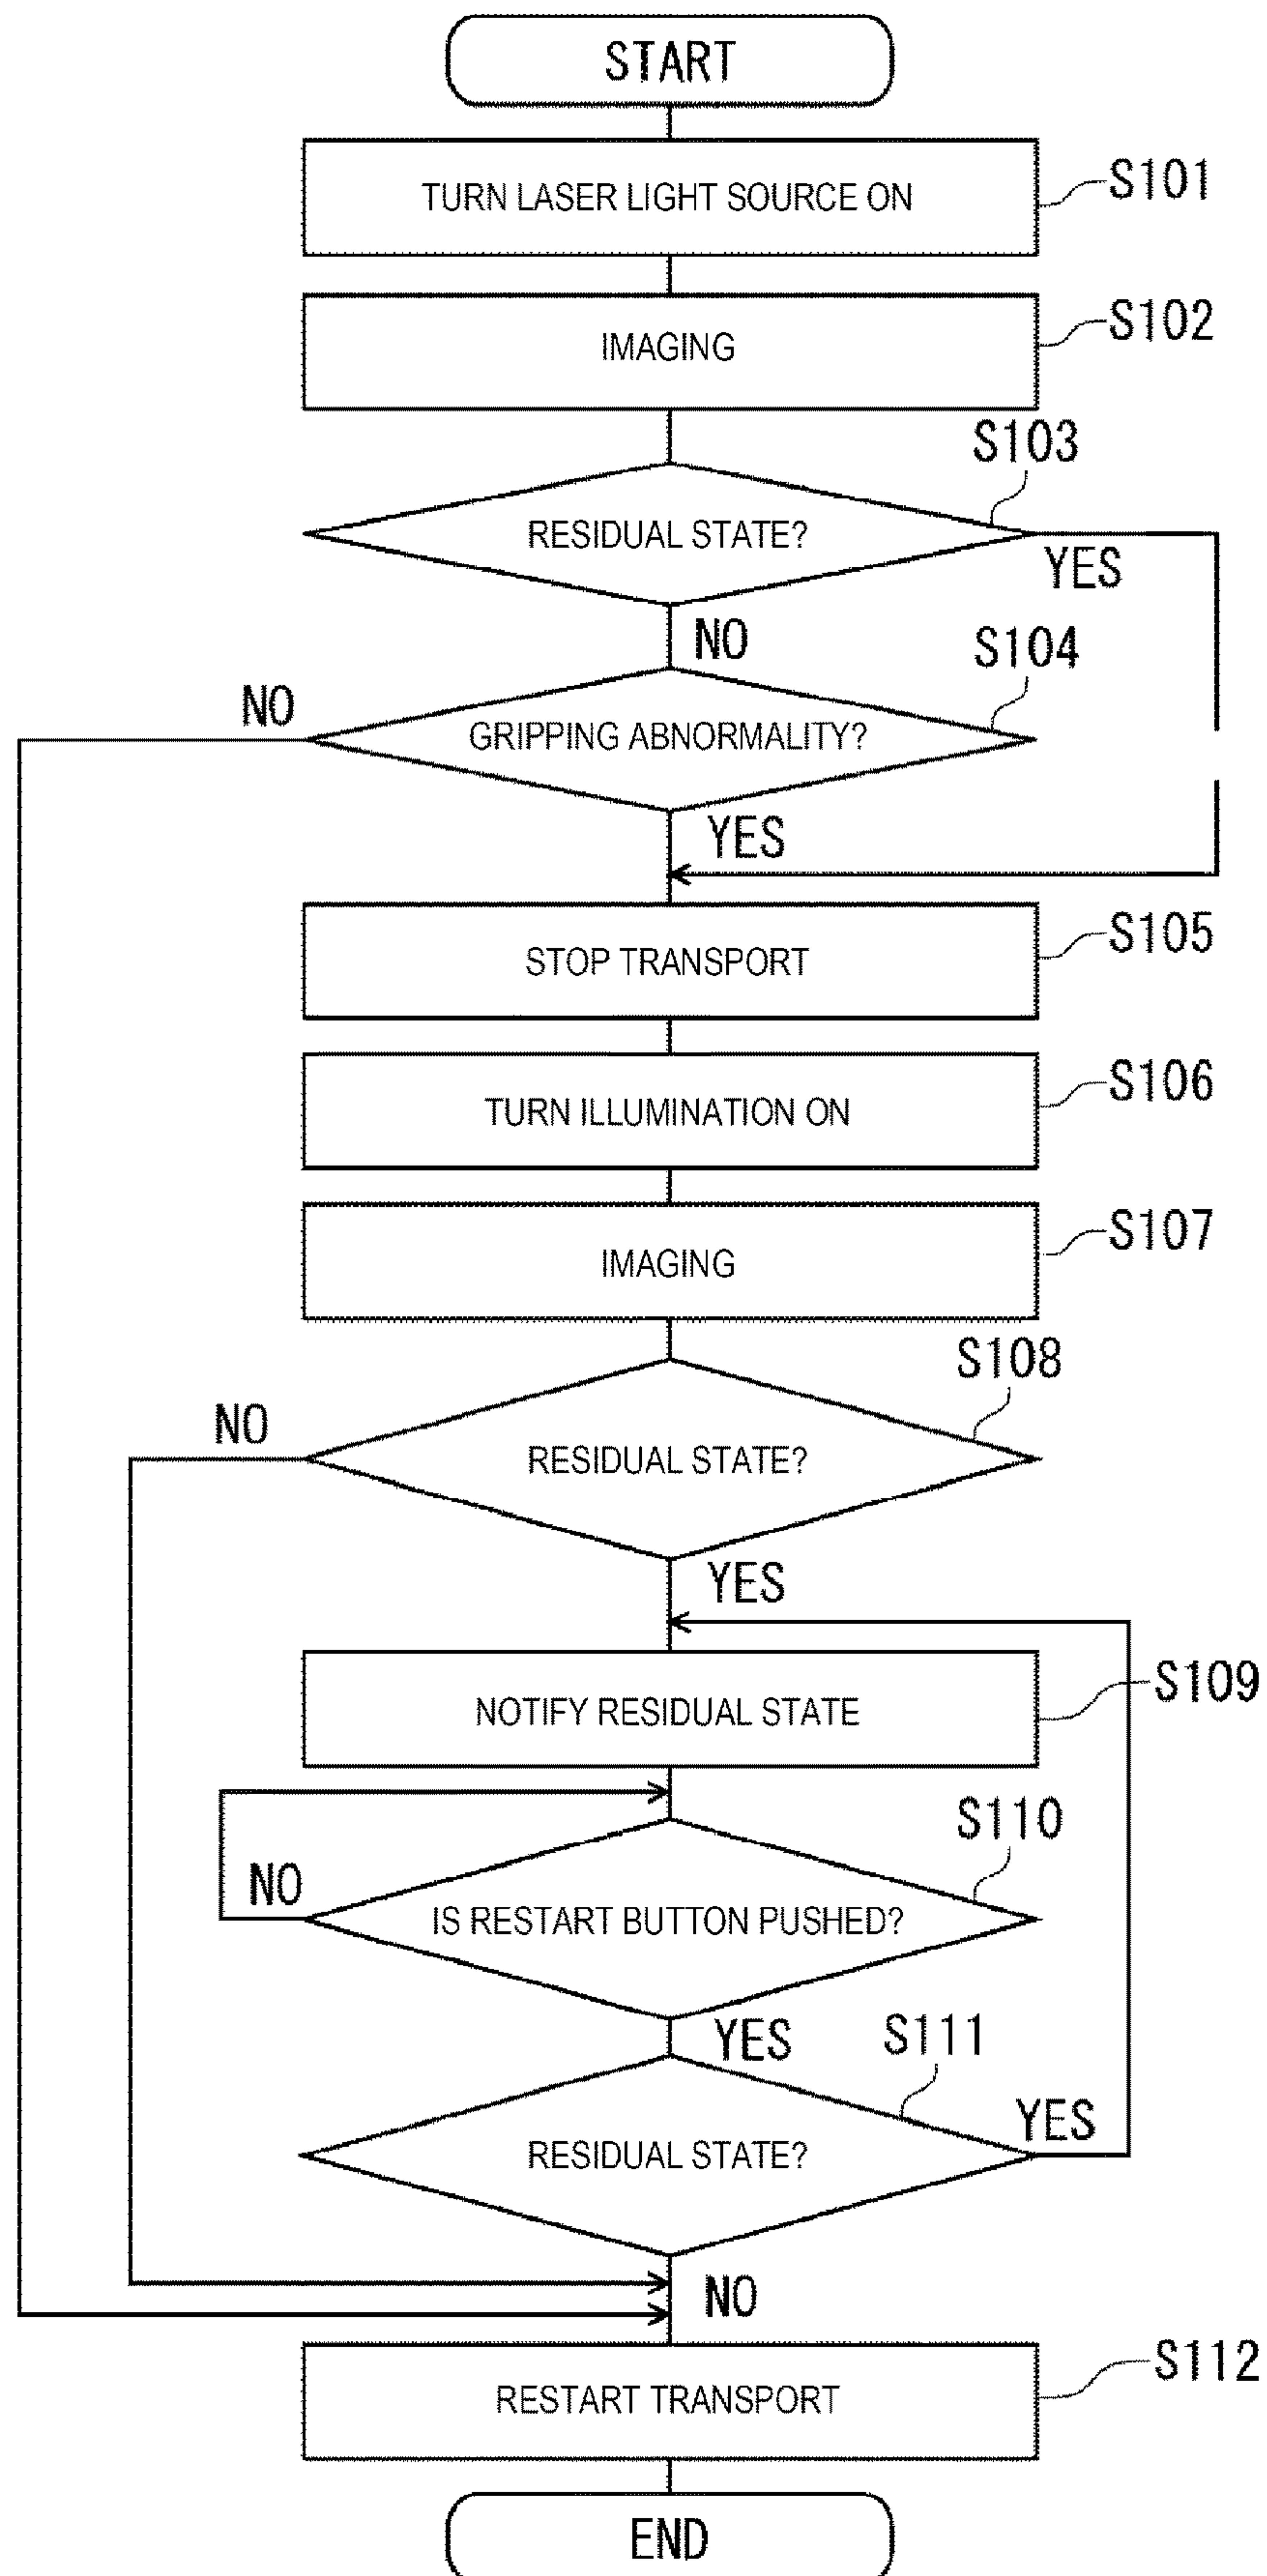 START
TURN LASER LIGHT SOURCE ON
S101
IMAGING
S102
S103
RESIDUAL STATE?
YES
NO
S104
NO
GRIPPING ABNORMALITY?
YES
STOP TRANSPORT
S105
TURN ILLUMINATION ON
S106
IMAGING
S107
S108
NO
RESIDUAL STATE?
YES
NOTIFY RESIDUAL STATE
S109
S110
NO
IS RESTART BUTTON PUSHED?
YES
S111
YES
RESIDUAL STATE?
NO
RESTART TRANSPORT
S112
END